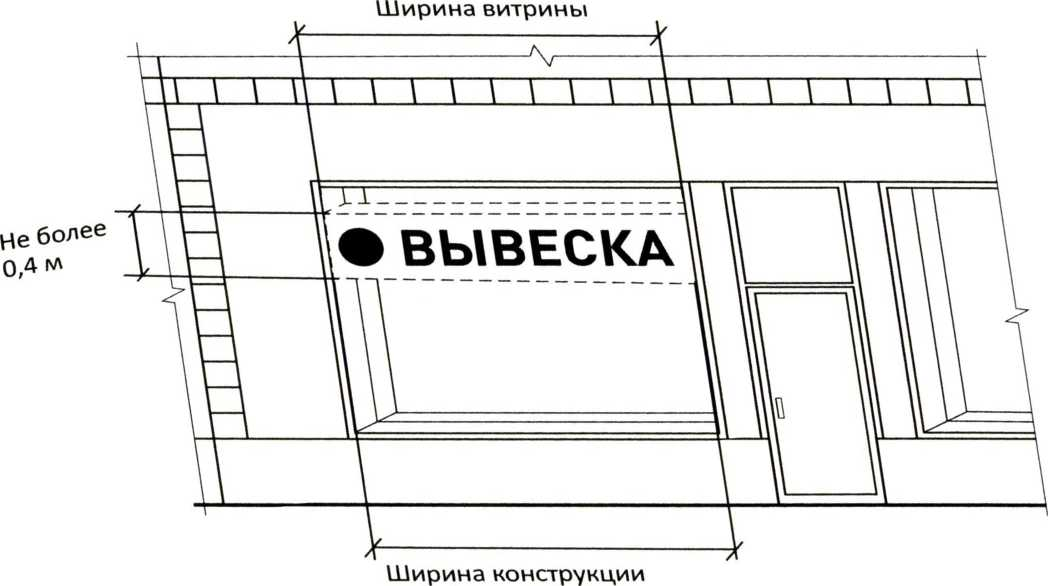 Ширина витрины
Не более
0,4 м
ВЫВЕСКА
Ширина конструкции